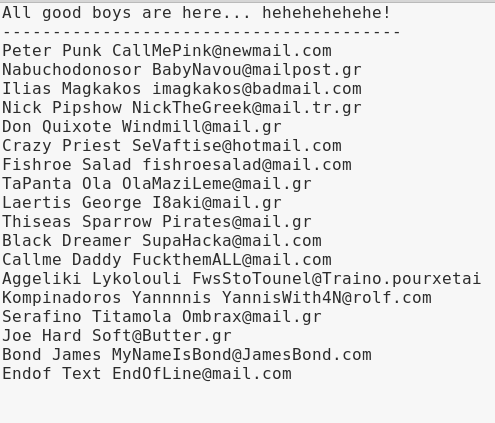 All good boys are here... hehehehehehe!
----------------------------------------
Peter Punk CallMePink@newmail.com
Nabuchodonosor BabyNavou@mailpost.gr
Ilias Magkakos imagkakos@badmail.com
Nick Pipshow NickTheGreek@mail.tr.gr
Don Quixote Windmill@mail.gr
Crazy Priest SeVaftise@hotmail.com
Fishroe Salad fishroesalad@mail.com
TaPanta Ola OlaMaziLeme@mail.gr
Laertis George I8aki@mail.gr
Thiseas Sparrow Pirates@mail.gr
Black Dreamer SupaHacka@mail.com
Callme Daddy FuckthemALL@mail.com
Aggeliki Lykolouli FwsStoTounel@Traino.pourxetai
Kompinadoros Yannnnis YannisWith4N@rolf.com
Serafino Titamola Ombrax@mail.gr
Joe Hard Soft@Butter.gr
Bond James MyNameIsBond@JamesBond.com
Endof Text EndOfLine@mail.com